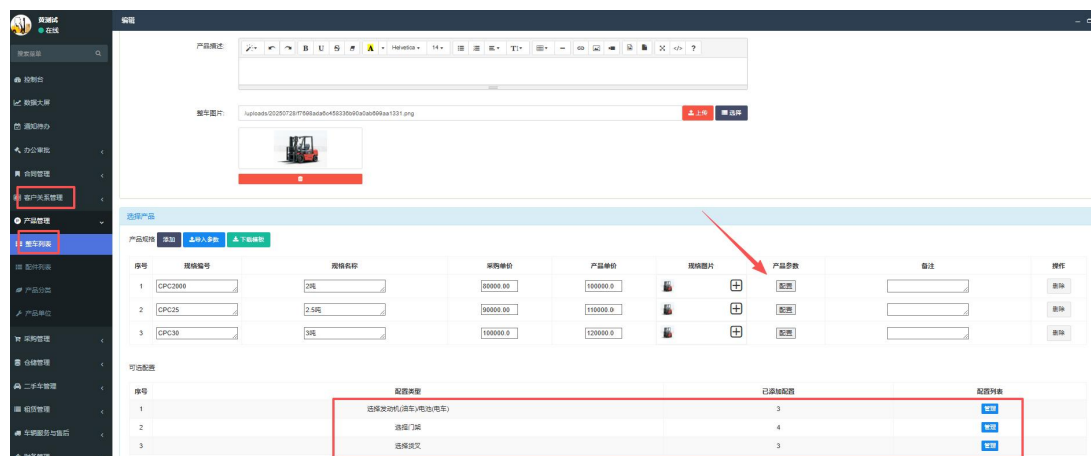 黄测试
在线
编辑
搜索菜单
控制台
数据大屏
通知待办
办公审批
合同管理
客户关系管理
产品管理
整车列表
配件列表
产品分类
产品单位
采购管理
仓储管理
二手车管理
租赁管理
车辆服务与售后
产品描述:
B U S A Helvetica 14 T </> ?
整车图片:
上传 选择
选择产品
产品规格 添加 导入参数 下载模板
序号 规格编号 规格名称 采购单价 产品单价 规格图片 产品参数 备注 操作
1 CPC2000 2吨 80000.00 100000.0 配置 删除
2 CPC25 2.5吨 90000.00 110000.0 配置 删除
3 CPC30 3吨 100000.0 120000.0 配置 删除
可选配置
序号 配置类型 已添加配置 配置列表
1 选择发动机(油车)/电池(电车) 3 管理
2 选择门架 4 管理
3 选择货叉 3 管理